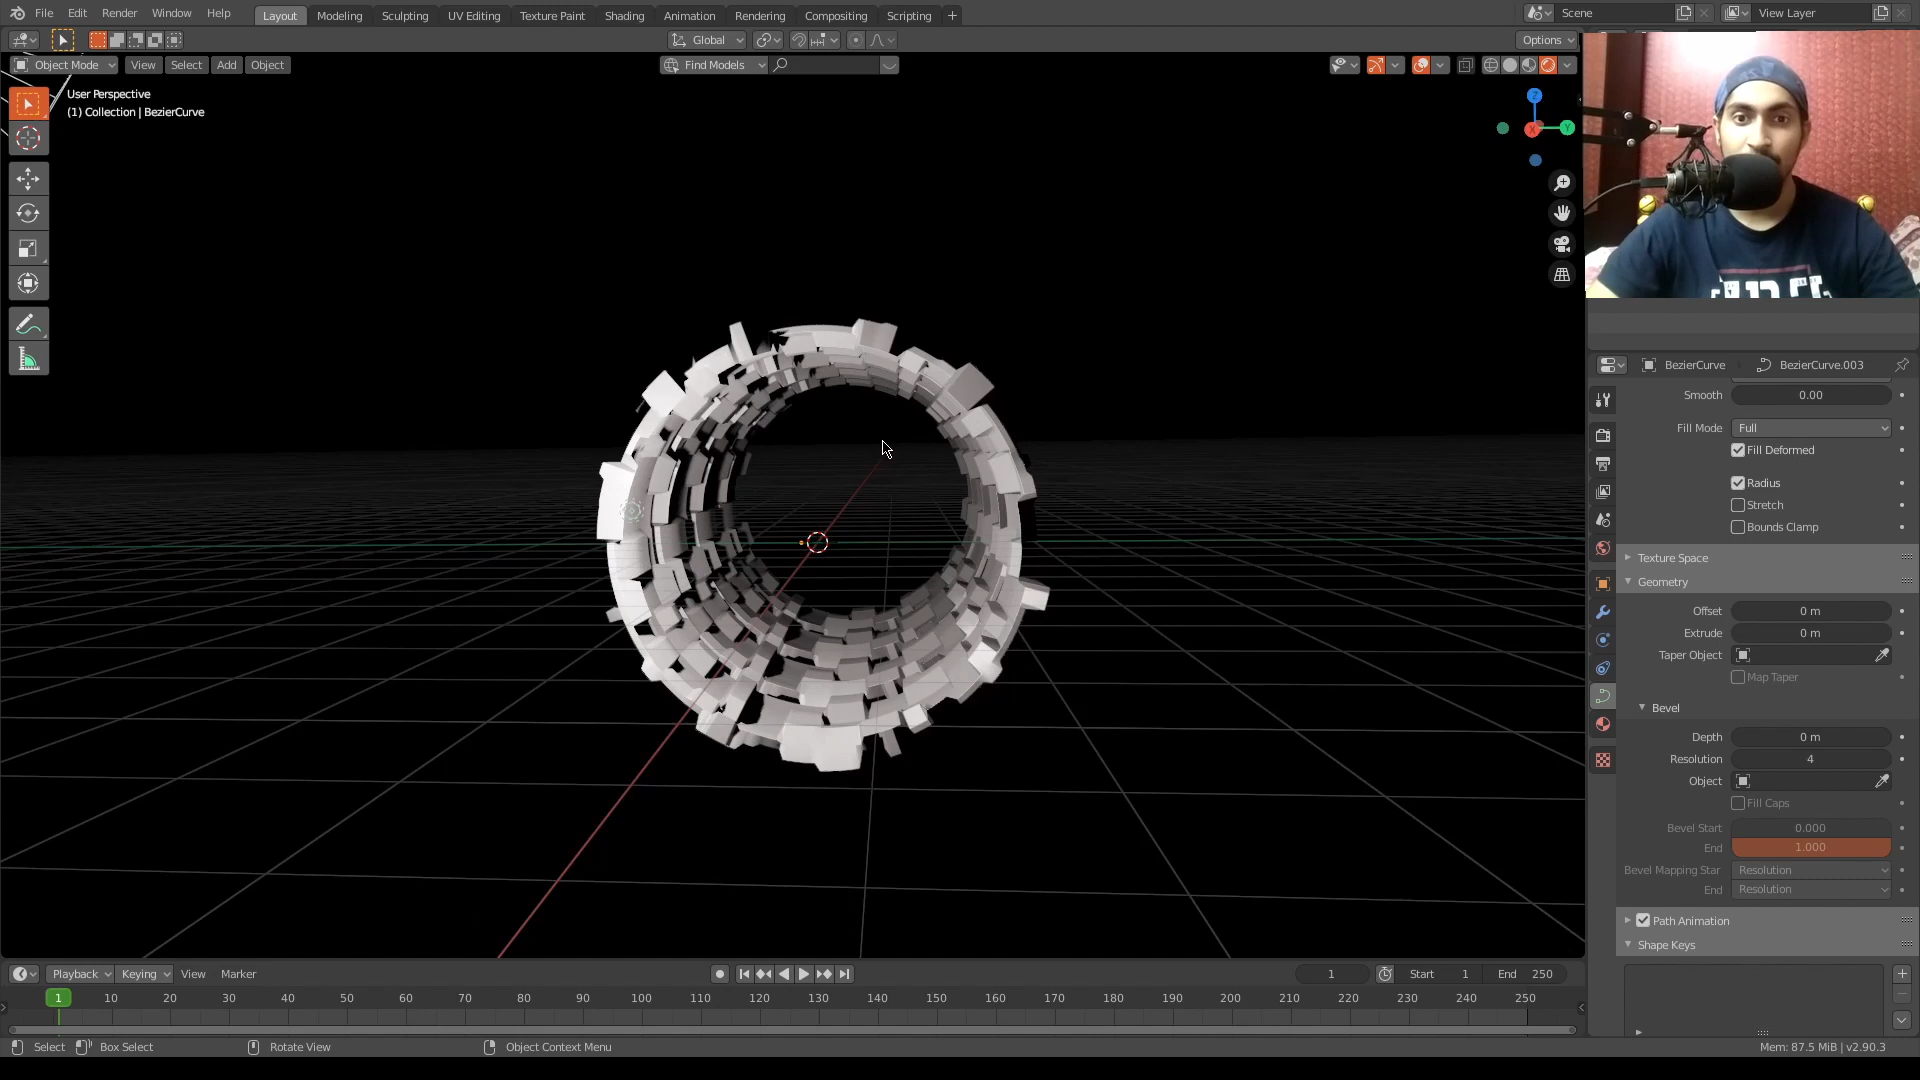 File Edit Render Window Help Layout Modeling Sculpting UV Editing Texture Paint Shading Animation Rendering Compositing Scripting + Scene View Layer
Global Options
Object Mode View Select Add Object Find Models
User Perspective
(1) Collection | BezierCurve
Z
X Y
BezierCurve BezierCurve.003
Smooth 0.00
Fill Mode Full
Fill Deformed
Radius
Stretch
Bounds Clamp
Texture Space
Geometry
Offset 0 m
Extrude 0 m
Taper Object
Map Taper
Bevel
Depth 0 m
Resolution 4
Object
Fill Caps
Bevel Start 0.000
End 1.000
Bevel Mapping Star Resolution
End Resolution
Path Animation
Shape Keys
Playback Keying View Marker 1 Start 1 End 250
1 10 20 30 40 50 60 70 80 90 100 110 120 130 140 150 160 170 180 190 200 210 220 230 240 250
Select Box Select Rotate View Object Context Menu Mem: 87.5 MiB | v2.90.3